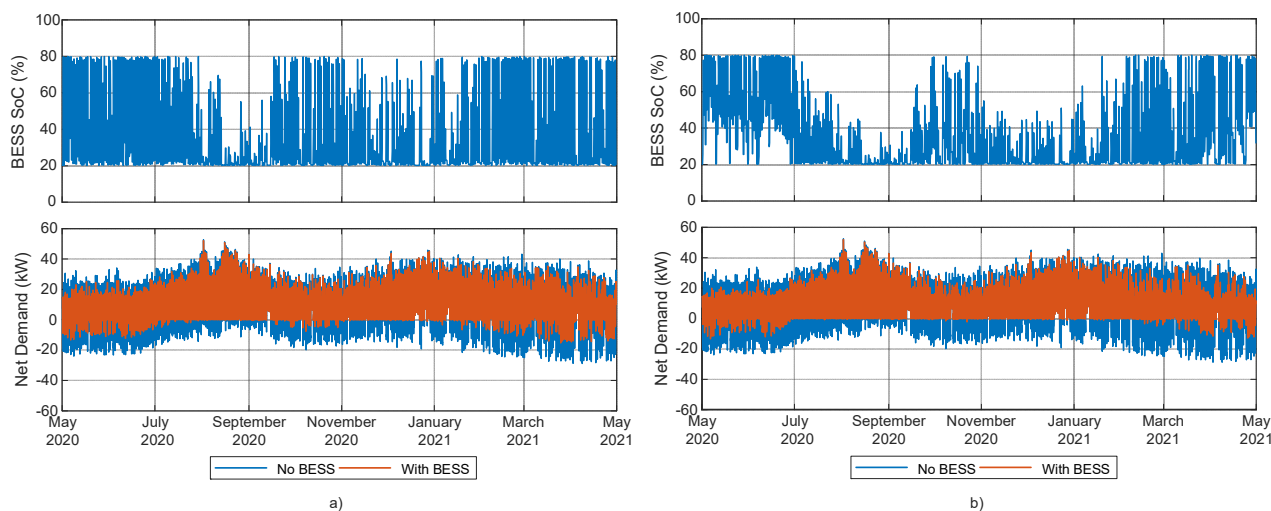 100
80
60
40
20
0
BESS SoC (%)
60
40
20
0
-20
-40
-60
Net Demand (kW)
May July September November January March May
2020 2020 2020 2020 2021 2021 2021
No BESS With BESS
a)
100
80
60
40
20
0
BESS SoC (%)
60
40
20
0
-20
-40
-60
Net Demand (kW)
May July September November January March May
2020 2020 2020 2021 2021 2021 2021
No BESS With BESS
b)